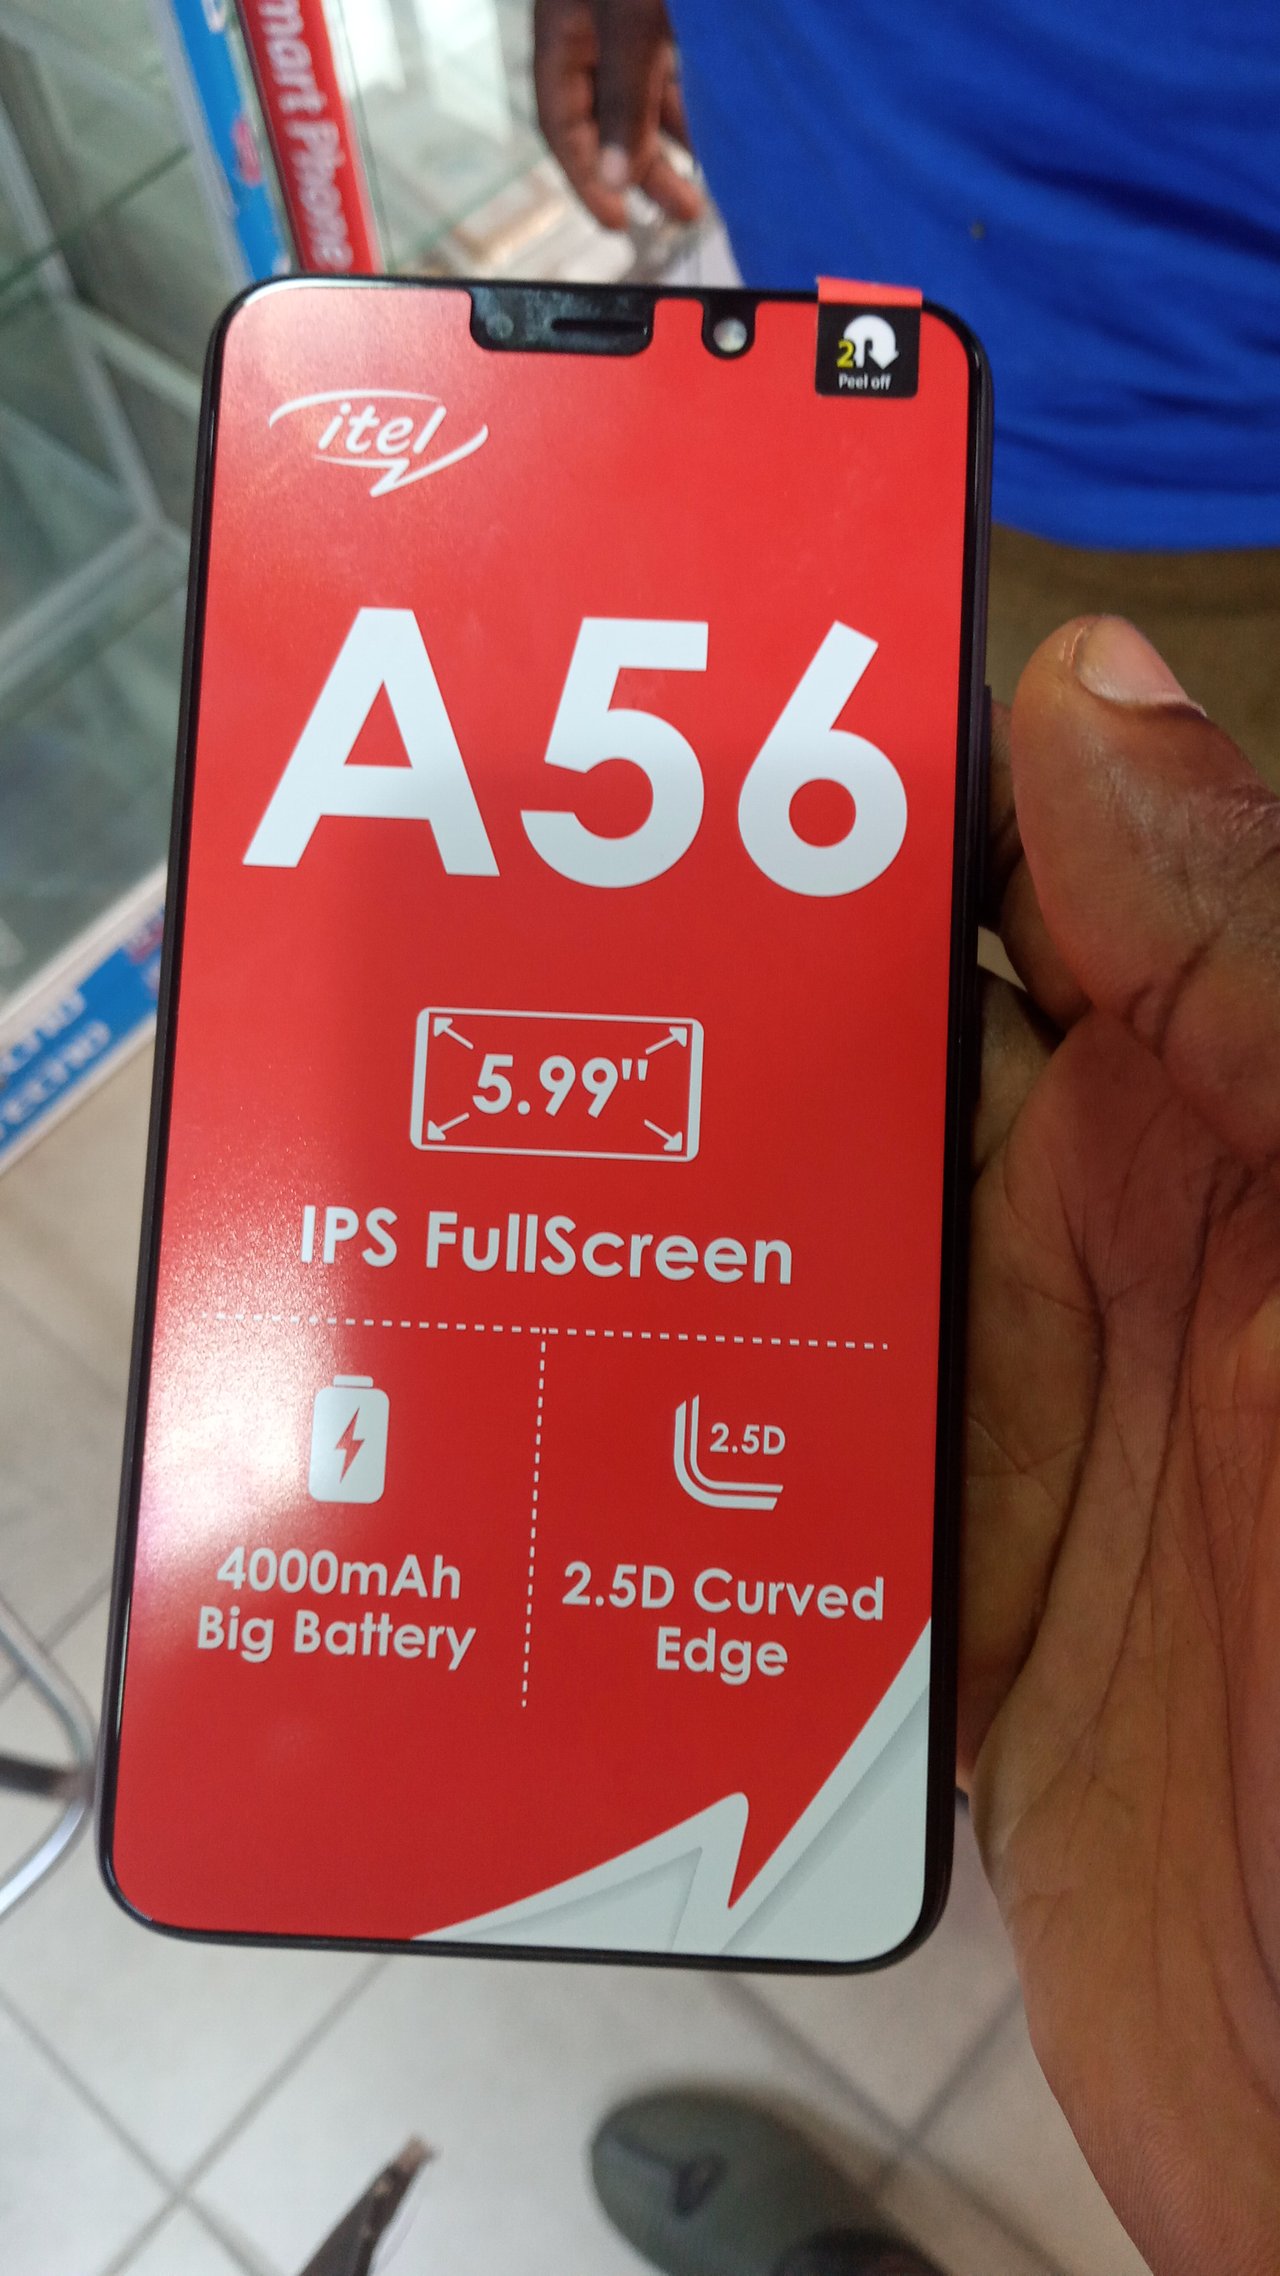 mart Phone
2
Peel off
itel
A56
5.99"
IPS FullScreen
2.5D
4000mAh
Big Battery
2.5D Curved
Edge